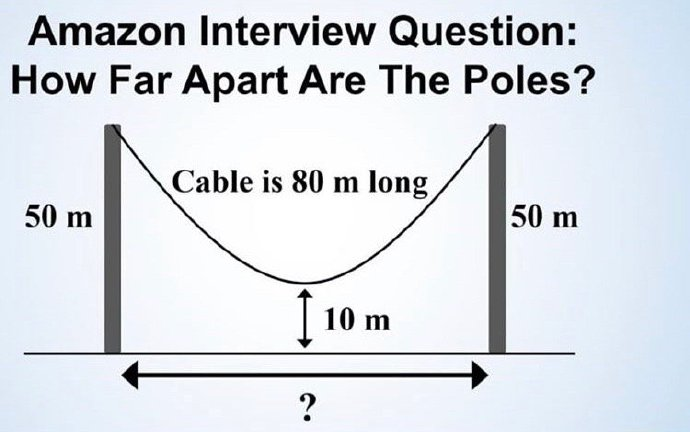 Amazon Interview Question:
How Far Apart Are The Poles?
Cable is 80 m long
50 m
50 m
10 m
?